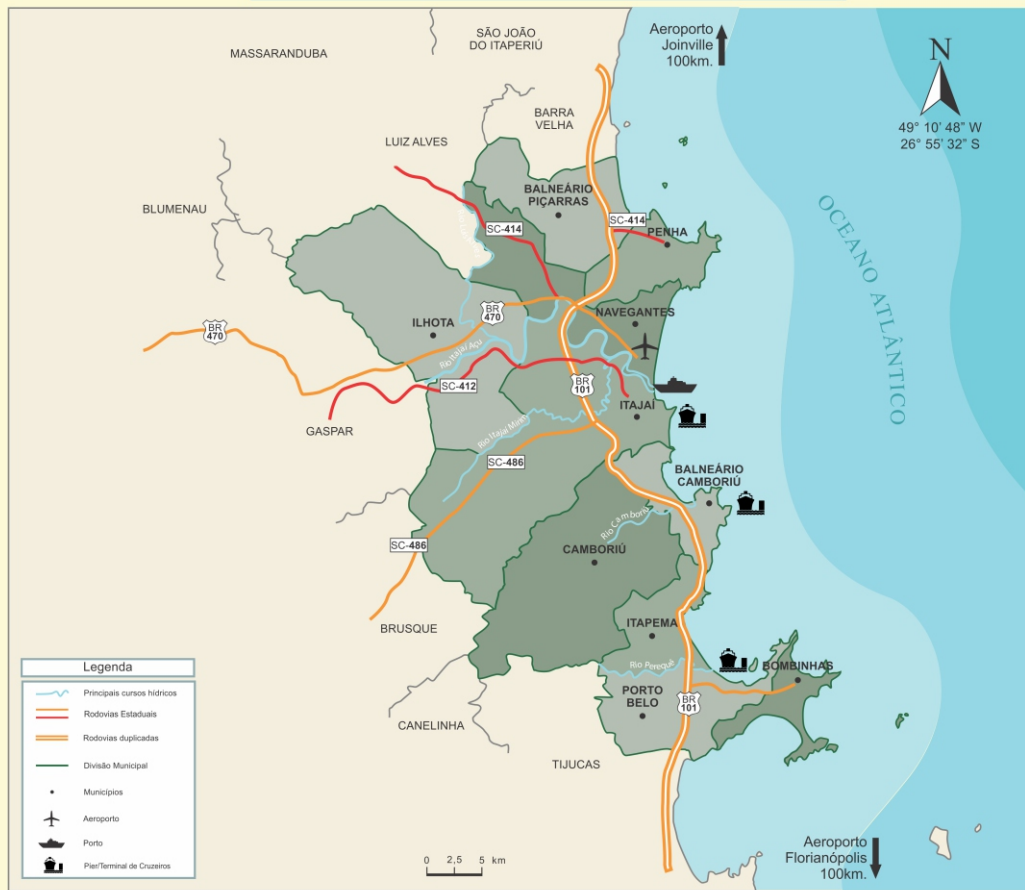 SÃO JOÃO
DO ITAPERIÚ
MASSARANDUBA
Aeroporto
Joinville
100km.
N
49° 10' 48" W
26° 55' 32" S
BARRA
VELHA
LUIZ ALVES
BLUMENAU
BALNEÁRIO
PIÇARRAS
SC-414
SC-414
PENHA
OCEANO ATLÂNTICO
BR
470
BR
470
ILHOTA
NAVEGANTES
Rio Itajaí Açu
SC-412
BR
101
ITAJAÍ
GASPAR
Rio Itajaí Mirim
SC-486
BALNEÁRIO
CAMBORIÚ
Rio Camboriú
SC-486
CAMBORIÚ
BRUSQUE
ITAPEMA
Rio Perequê
BOMBINHAS
PORTO
BELO
BR
101
CANELINHA
TIJUCAS
Legenda
Principais cursos hídricos
Rodovias Estaduais
Rodovias duplicadas
Divisão Municipal
Municípios
Aeroporto
Porto
Pier/Terminal de Cruzeiros
0 2,5 5 km
Aeroporto
Florianópolis
100km.